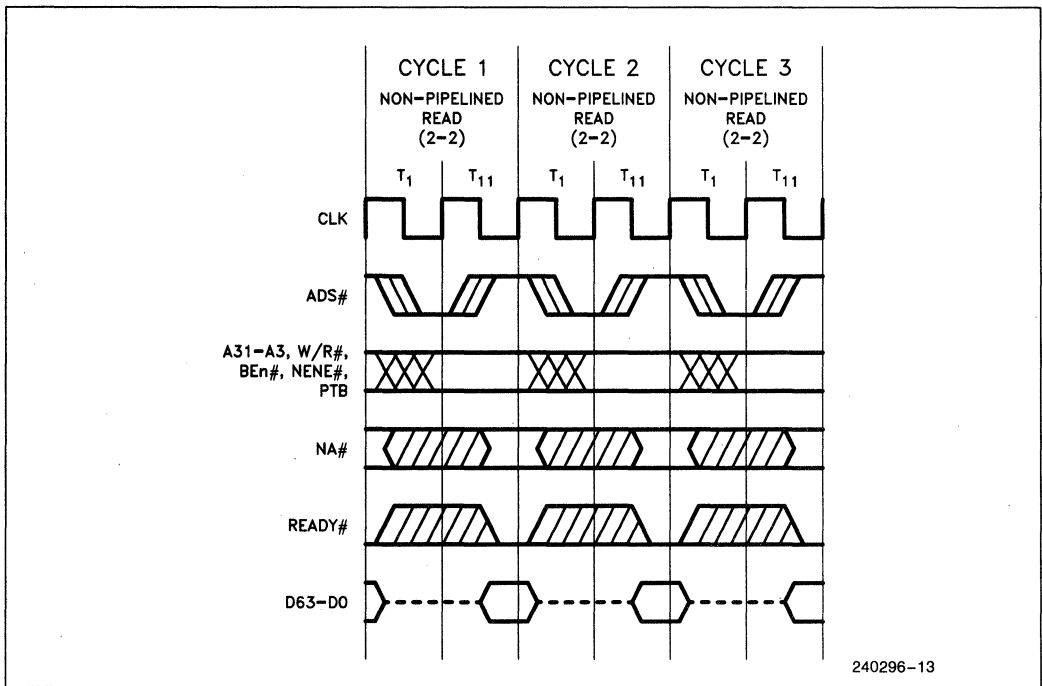 CYCLE 1 CYCLE 2 CYCLE 3
NON-PIPELINED NON-PIPELINED NON-PIPELINED
READ READ READ
(2-2) (2-2) (2-2)
T1 T11 T1 T11 T1 T11
CLK
ADS#
A31-A3, W/R#,
BEn#, NENE#,
PTB
NA#
READY#
D63-D0
240296-13